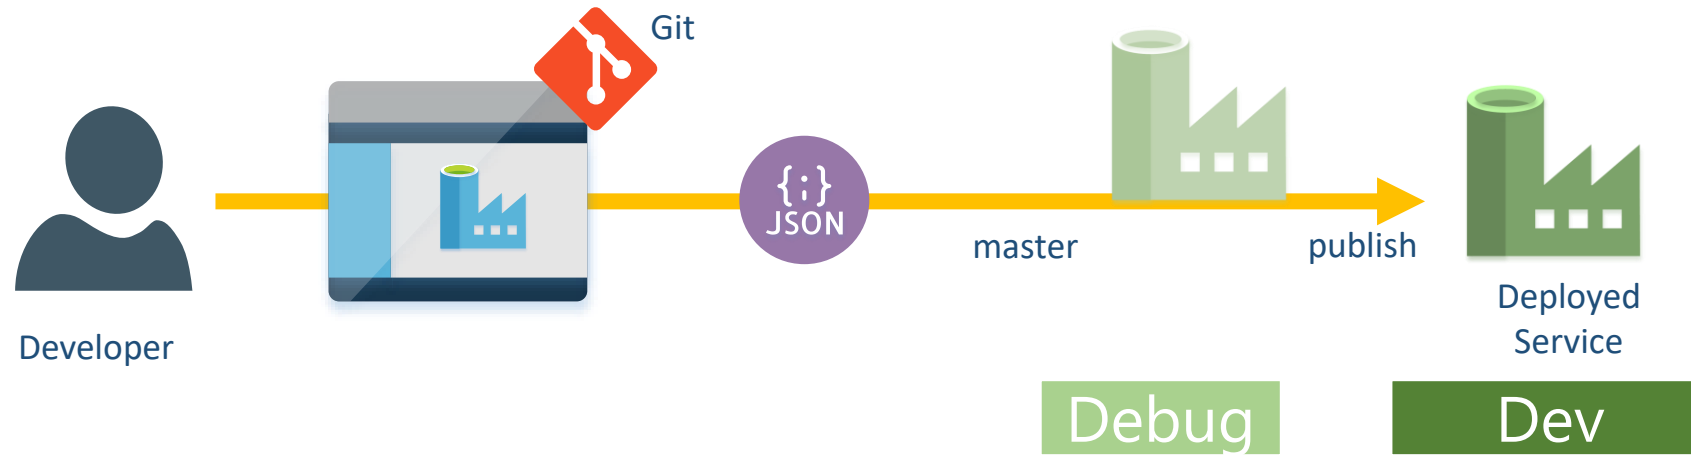 Git
{;}
JSON
master
publish
Developer
Deployed
Service
Debug
Dev